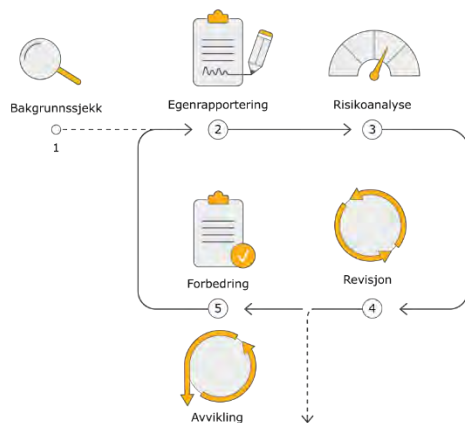 Bakgrunnssjekk
1
Egenrapportering
2
Risikoanalyse
3
Revisjon
4
Forbedring
5
Avvikling